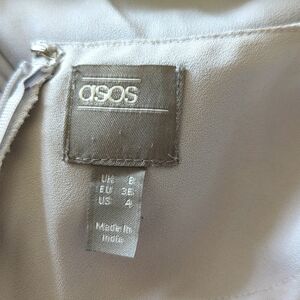 asos
UK 8
EU 36
US 4
Made in
India